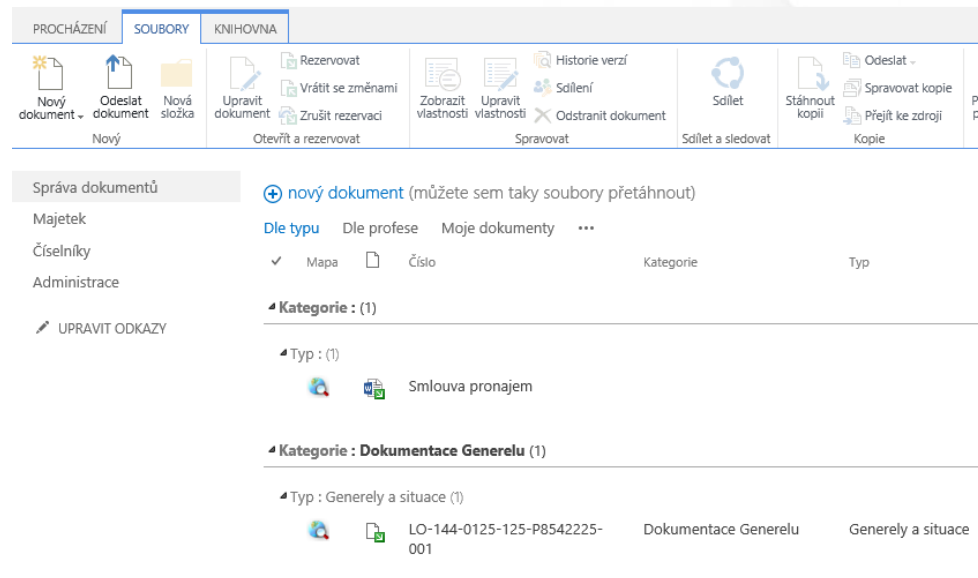 PROCHÁZENÍ SOUBORY KNIHOVNA
Nový dokument
Odeslat dokument
Nová složka
Nový
Upravit dokument
Rezervovat
Vrátit se změnami
Zrušit rezervaci
Otevřít a rezervovat
Zobrazit vlastnosti
Upravit vlastnosti
Historie verzí
Sdílení
Odstranit dokument
Spravovat
Sdílet
Sdílet a sledovat
Stáhnout kopii
Odeslat
Spravovat kopie
Přejít ke zdroji
Kopie
Správa dokumentů
Majetek
Číselníky
Administrace
UPRAVIT ODKAZY
nový dokument (můžete sem taky soubory přetáhnout)
Dle typu Dle profese Moje dokumenty ...
Mapa Číslo Kategorie Typ
Kategorie : (1)
Typ : (1)
Smlouva pronajem
Kategorie : Dokumentace Generelu (1)
Typ : Generely a situace (1)
LO-144-0125-125-P8542225- Dokumentace Generelu Generely a situace
001